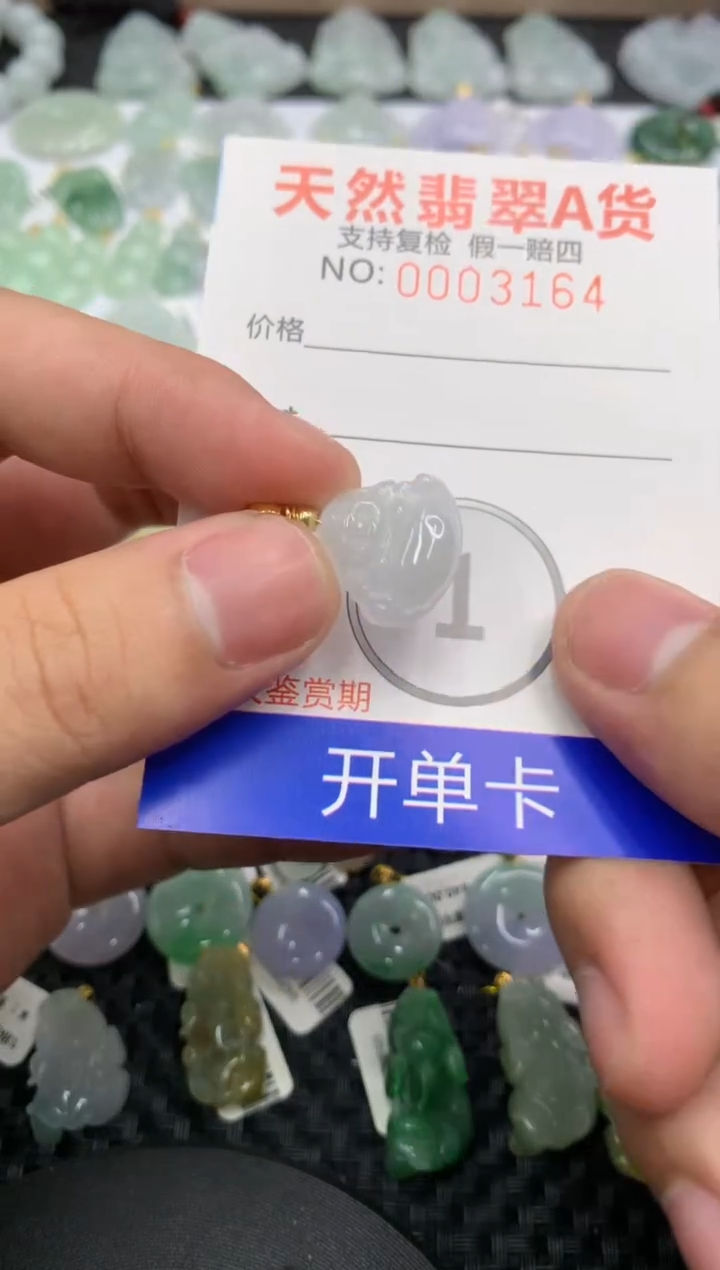 天然翡翠A货
支持复检 假一赔四
NO: 0003164
价格
1
鉴赏期
开单卡